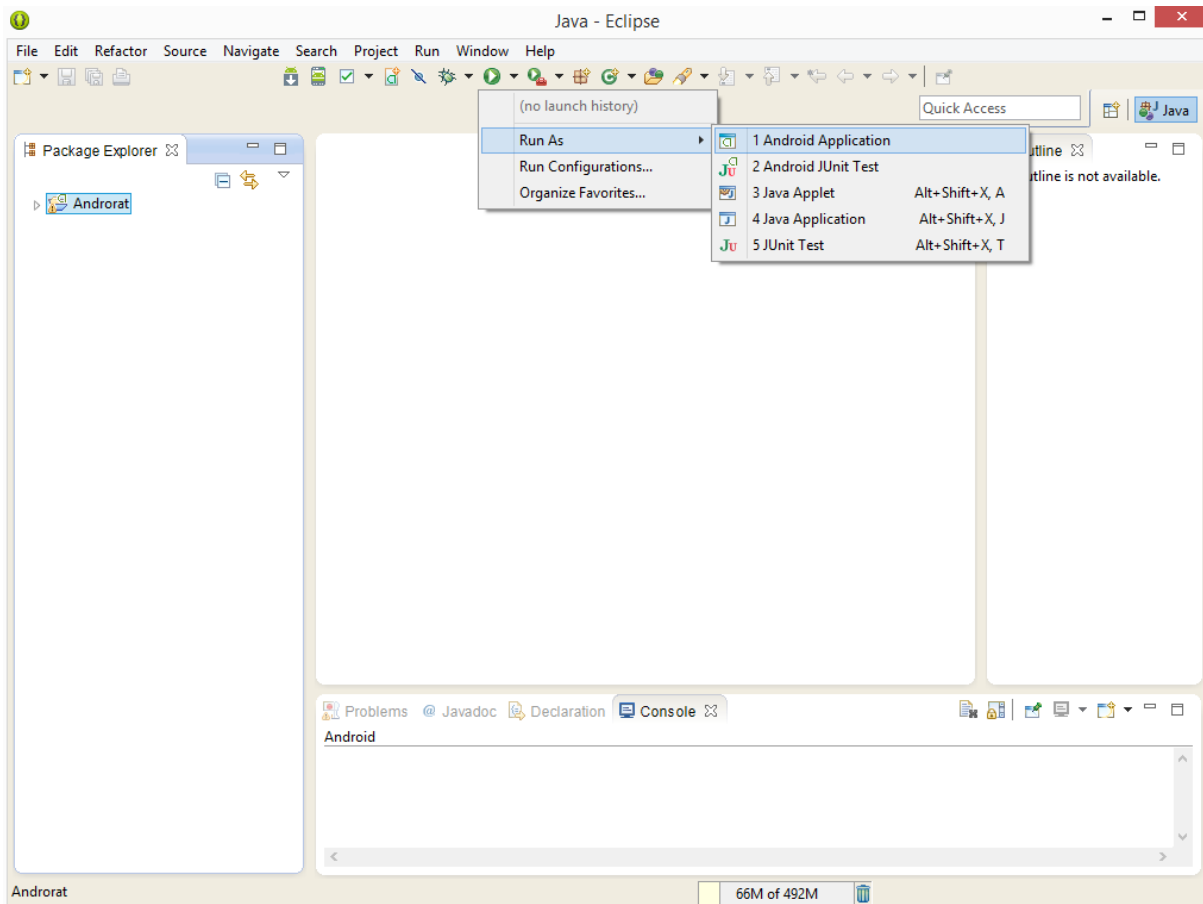 Java - Eclipse
File Edit Refactor Source Navigate Search Project Run Window Help
(no launch history)
Quick Access
Java
Run As
Run Configurations...
Organize Favorites...
1 Android Application
2 Android JUnit Test
3 Java Applet Alt+Shift+X, A
4 Java Application Alt+Shift+X, J
5 JUnit Test Alt+Shift+X, T
Package Explorer
Androrat
utline
utline is not available.
Problems @ Javadoc Declaration Console
Android
Androrat
66M of 492M